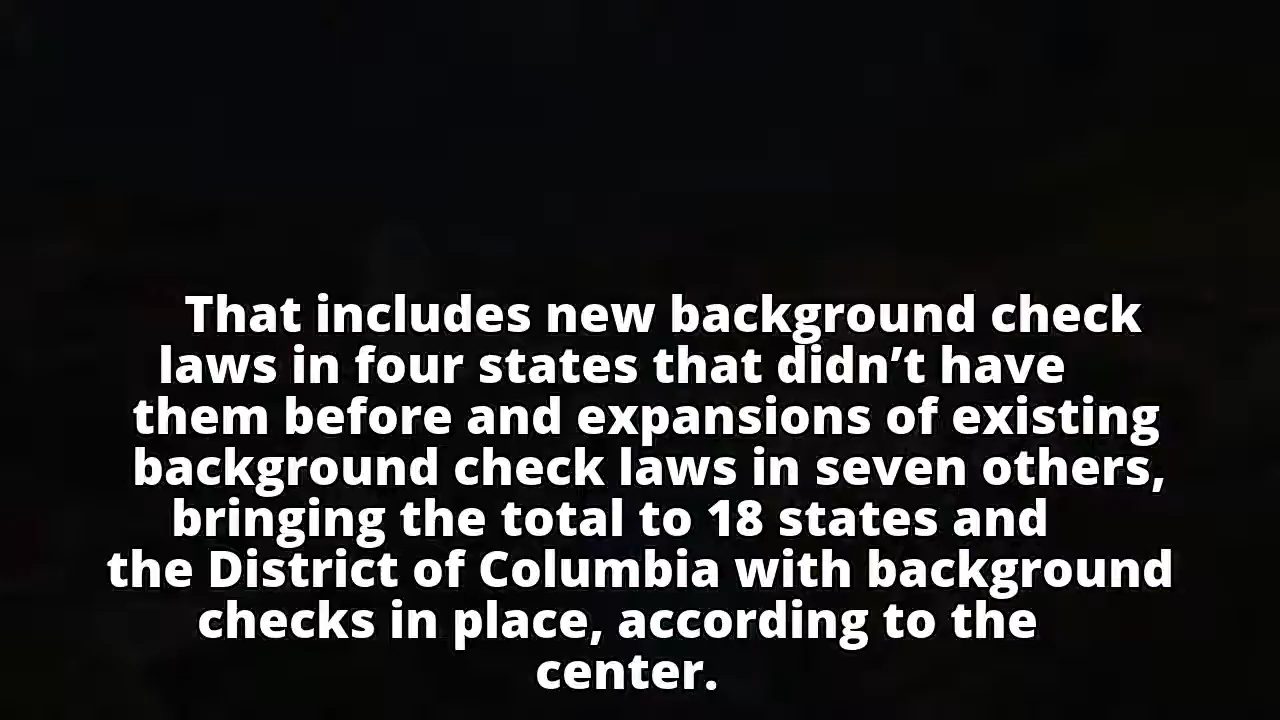 That includes new background check
laws in four states that didn’t have
them before and expansions of existing
background check laws in seven others,
bringing the total to 18 states and
the District of Columbia with background
checks in place, according to the
center.